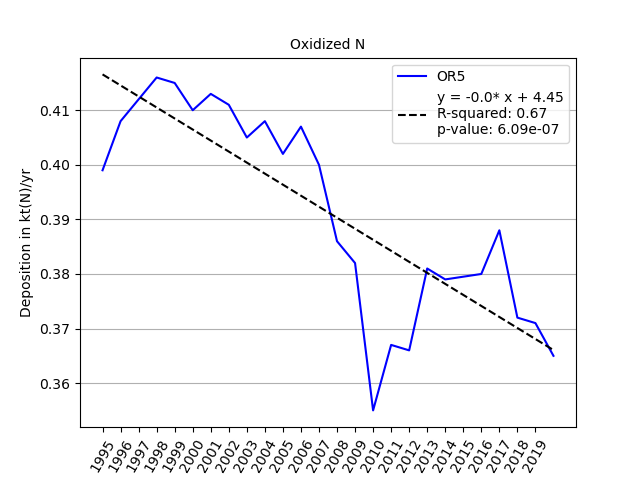 Oxidized N
OR5
y = -0.0* x + 4.45
R-squared: 0.67
p-value: 6.09e-07
Deposition in kt(N)/yr
0.41
0.40
0.39
0.38
0.37
0.36
1995 1996 1997 1998 1999 2000 2001 2002 2003 2004 2005 2006 2007 2008 2009 2010 2011 2012 2013 2014 2015 2016 2017 2018 2019